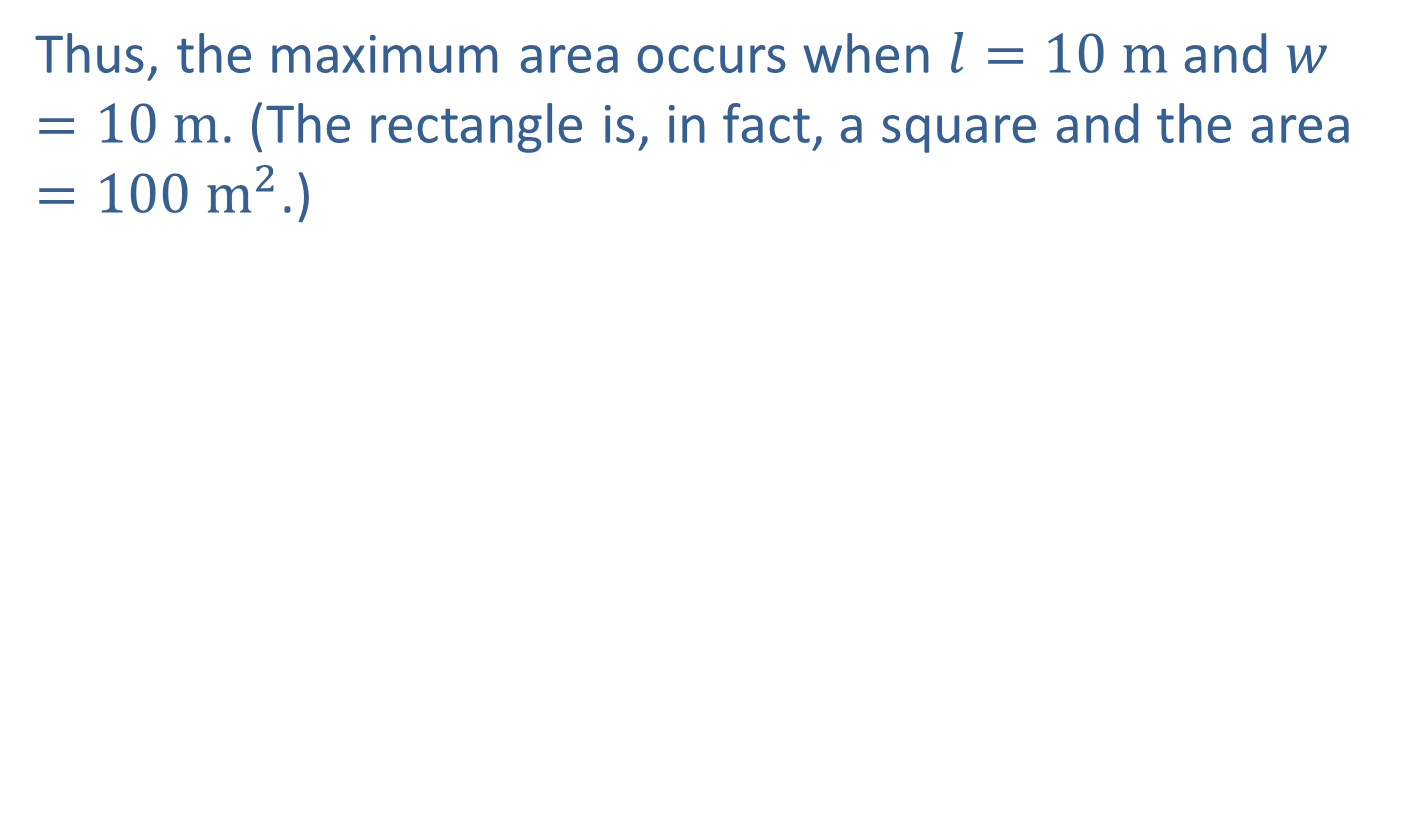 Thus, the maximum area occurs when l = 10 m and w
= 10 m. (The rectangle is, in fact, a square and the area
= 100 m².)